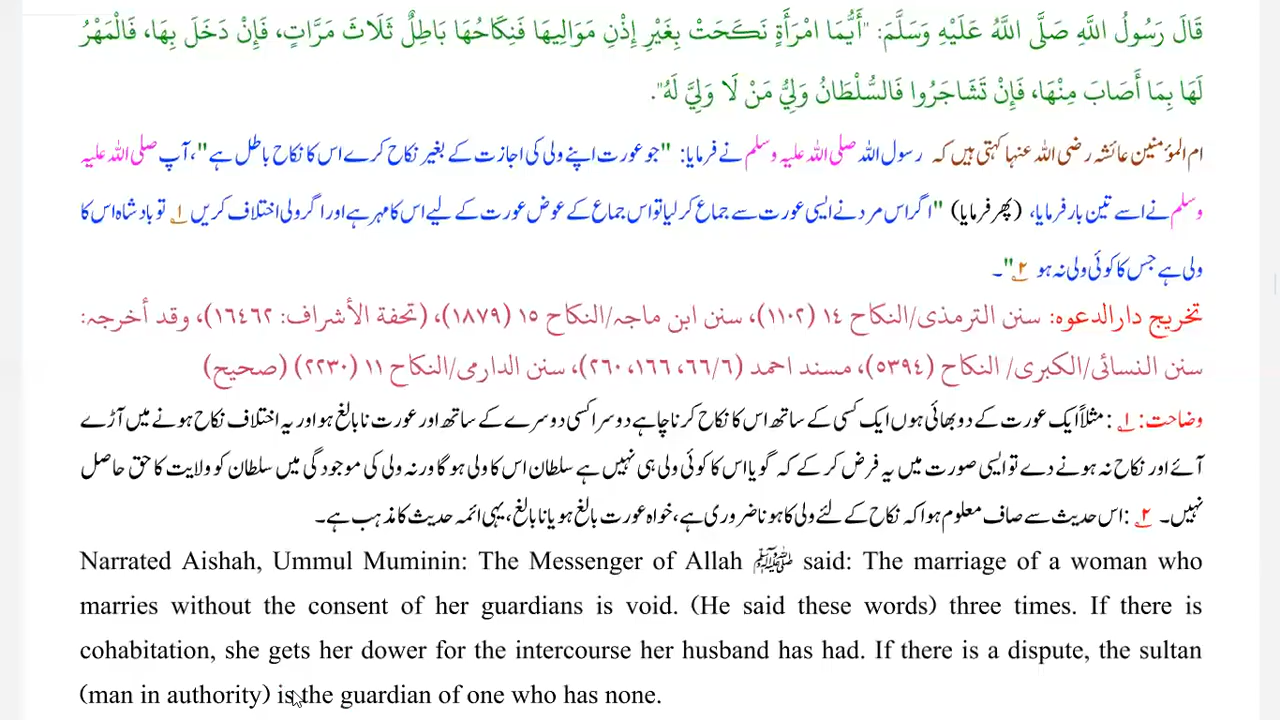 قَالَ رَسُولُ اللَّهِ صَلَّى اللَّهُ عَلَيْهِ وَسَلَّمَ: "أَيُّمَا امْرَأَةٍ نَكَحَتْ بِغَيْرِ إِذْنِ مَوَالِيهَا فَنِكَاحُهَا بَاطِلٌ ثَلَاثَ مَرَّاتٍ، فَإِنْ دَخَلَ بِهَا، فَالْمَهْرُ
لَهَا بِمَا أَصَابَ مِنْهَا، فَإِنْ تَشَاجَرُوا فَالسُّلْطَانُ وَلِيُّ مَنْ لَا وَلِيَّ لَهُ".
ام المؤمنین عائشہ رضی اللہ عنہا کہتی ہیں کہ رسول اللہ صلی اللہ علیہ وسلم نے فرمایا: "جو عورت اپنے ولی کی اجازت کے بغیر نکاح کرے اس کا نکاح باطل ہے"، آپ صلی اللہ علیہ
وسلم نے اسے تین بار فرمایا، (پھر فرمایا) "اگر اس مرد نے ایسی عورت سے جماع کر لیا تو اس جماع کے عوض عورت کے لیے اس کا مہر ہے اور اگر ولی اختلاف کریں ۱؎ تو بادشاہ اس کا
ولی ہے جس کا کوئی ولی نہ ہو ۲؎"۔
تخریج دارالدعوہ: سنن الترمذی/النکاح ۱۴ (۱۱۰۲)، سنن ابن ماجہ/النکاح ۱۵ (۱۸۷۹)، (تحفۃ الأشراف: ۱۶۴۶۲)، وقد أخرجہ:
سنن النسائی/الکبری/ النکاح (۵۳۹۴)، مسند احمد (۶/۶۶، ۱۶۶، ۲۶۰)، سنن الدارمی/النکاح ۱۱ (۲۲۳۰) (صحیح)
وضاحت: ۱؎ : مثلاً ایک عورت کے دو بھائی ہوں ایک کسی کے ساتھ اس کا نکاح کرنا چاہے دوسرا کسی دوسرے کے ساتھ اور عورت نابالغ ہو اور یہ اختلاف نکاح ہونے میں آڑے
آئے اور نکاح نہ ہونے دے تو ایسی صورت میں یہ فرض کر کے کہ گویا اس کا کوئی ولی ہی نہیں ہے سلطان اس کا ولی ہو گا ورنہ ولی کی موجودگی میں سلطان کو ولایت کا حق حاصل
نہیں۔ ۲؎ : اس حدیث سے صاف معلوم ہوا کہ نکاح کے لئے ولی کا ہونا ضروری ہے، خواہ عورت بالغ ہو یا نابالغ، یہی ائمہ حدیث کا مذہب ہے۔
Narrated Aishah, Ummul Muminin: The Messenger of Allah ﷺ said: The marriage of a woman who
marries without the consent of her guardians is void. (He said these words) three times. If there is
cohabitation, she gets her dower for the intercourse her husband has had. If there is a dispute, the sultan
(man in authority) is the guardian of one who has none.